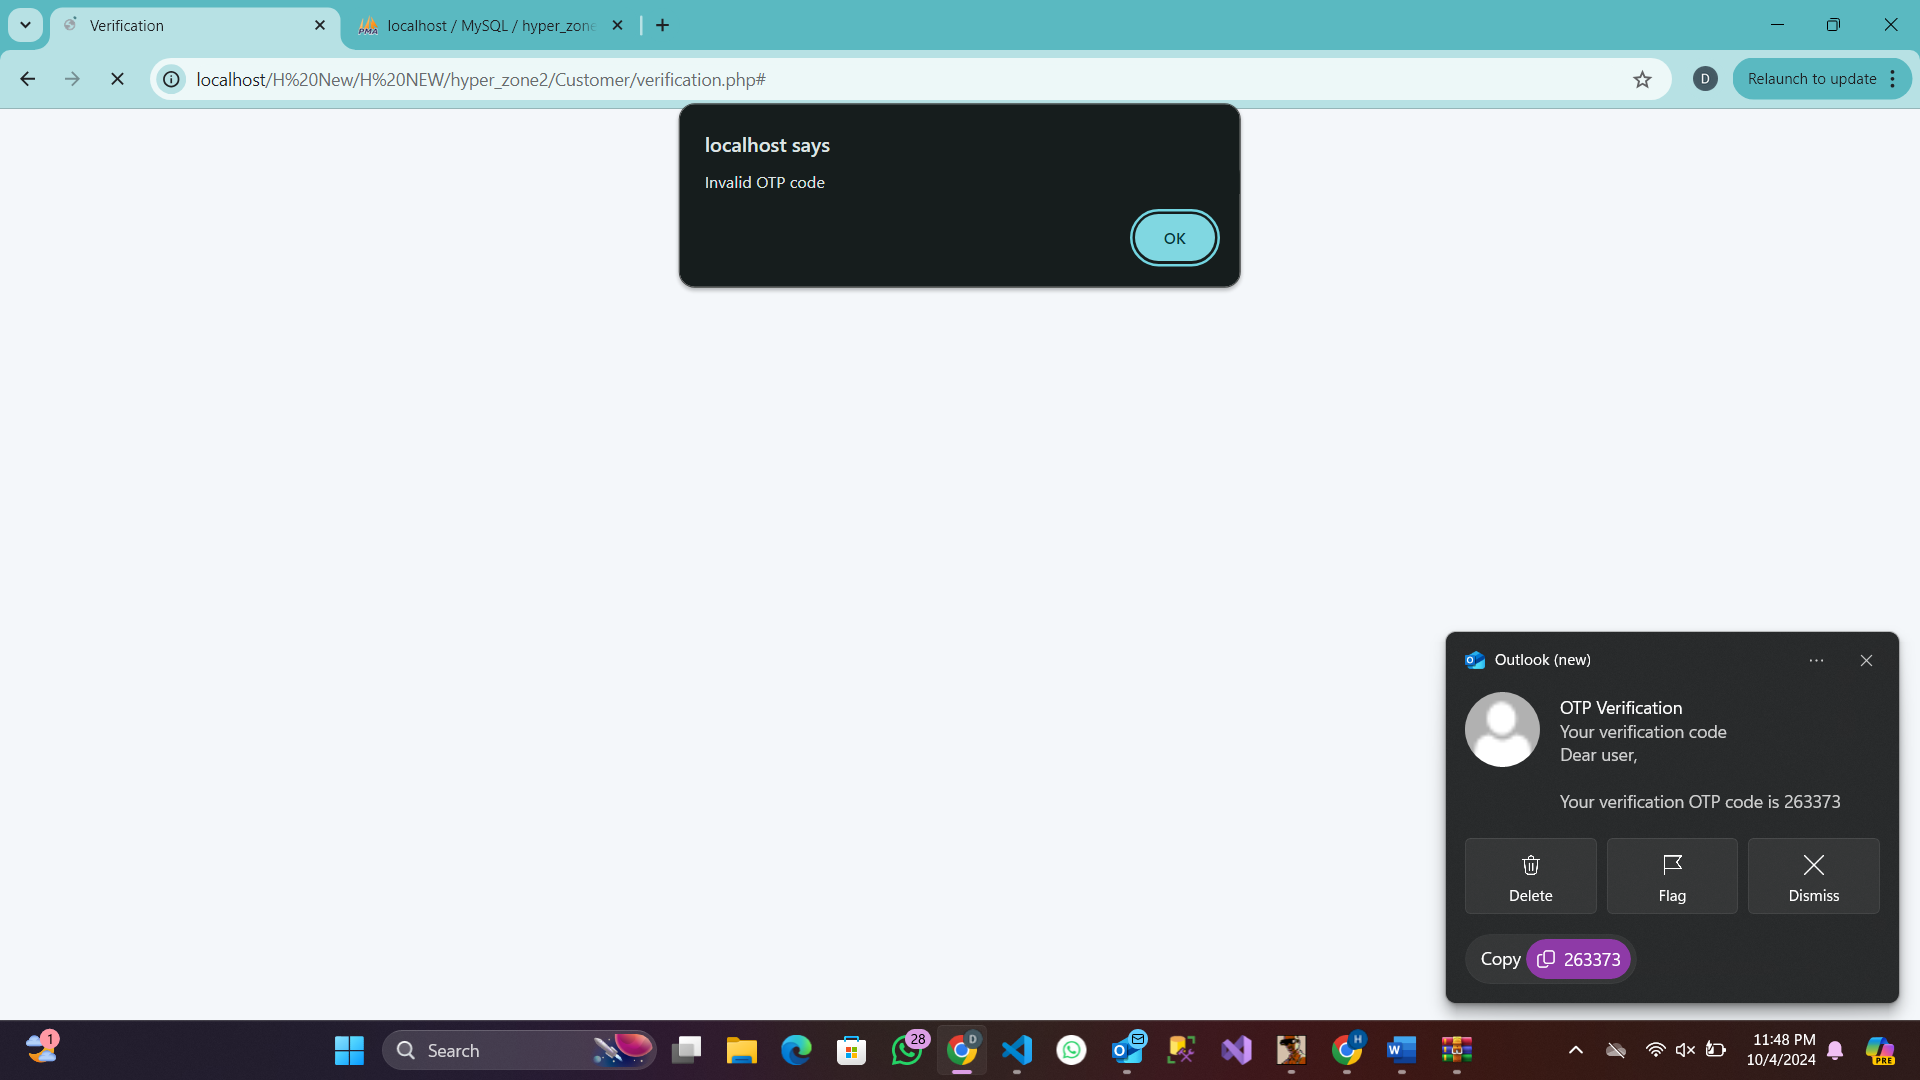 Verification
localhost / MySQL / hyper_zone
localhost/H%20New/H%20NEW/hyper_zone2/Customer/verification.php#
D
Relaunch to update
localhost says
Invalid OTP code
OK
Outlook (new)
OTP Verification
Your verification code
Dear user,
Your verification OTP code is 263373
Delete
Flag
Dismiss
Copy 263373
1
Search
28
D
H
11:48 PM
10/4/2024
PRE